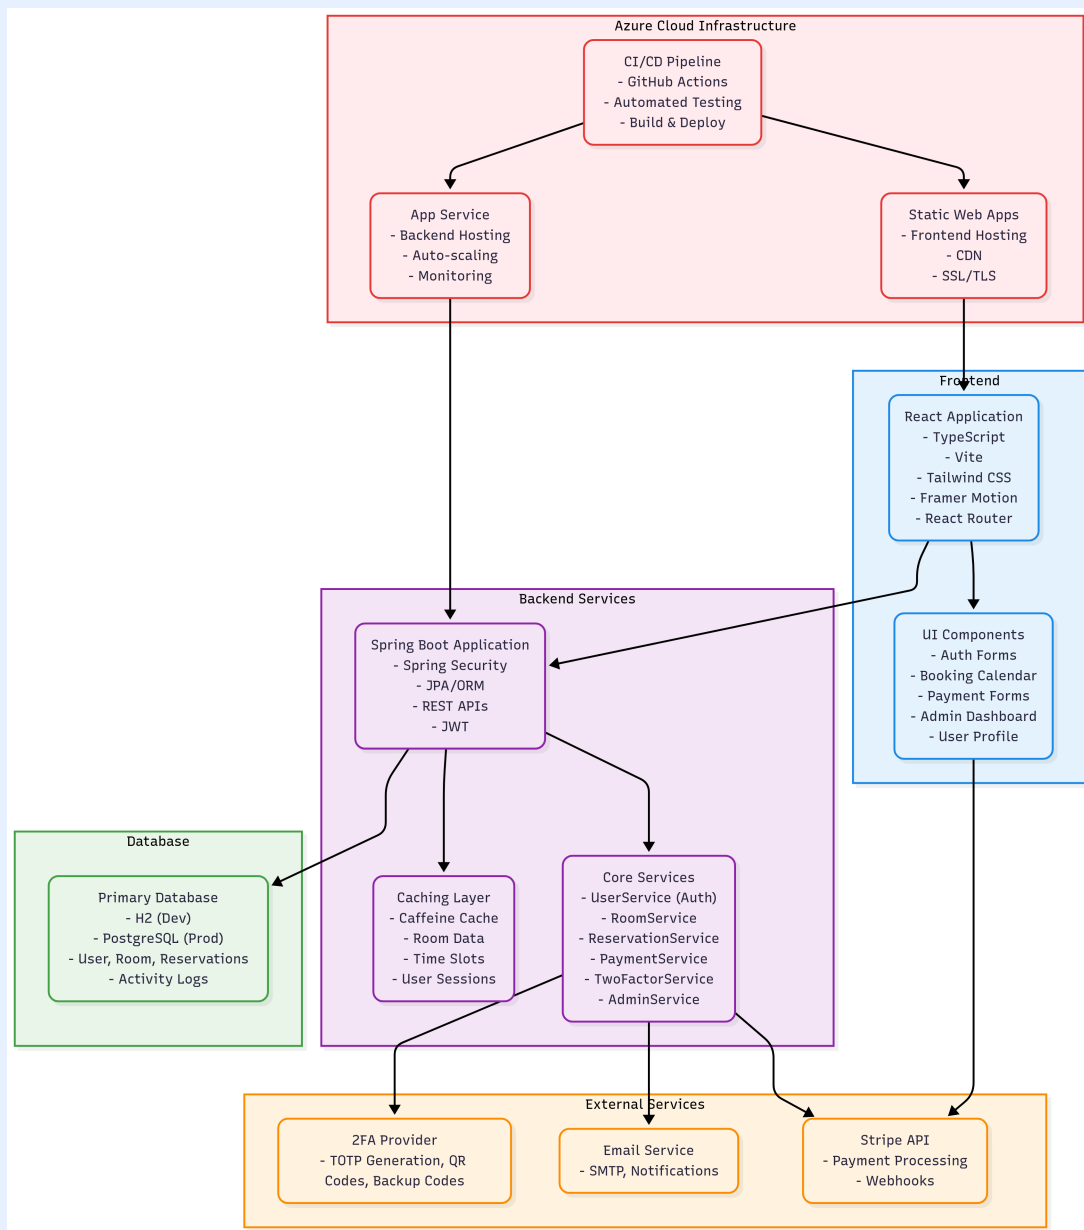 Azure Cloud Infrastructure
CI/CD Pipeline
- GitHub Actions
- Automated Testing
- Build & Deploy
App Service
- Backend Hosting
- Auto-scaling
- Monitoring
Static Web Apps
- Frontend Hosting
- CDN
- SSL/TLS
Frontend
React Application
- TypeScript
- Vite
- Tailwind CSS
- Framer Motion
- React Router
UI Components
- Auth Forms
- Booking Calendar
- Payment Forms
- Admin Dashboard
- User Profile
Backend Services
Spring Boot Application
- Spring Security
- JPA/ORM
- REST APIs
- JWT
Database
Primary Database
- H2 (Dev)
- PostgreSQL (Prod)
- User, Room, Reservations
- Activity Logs
Caching Layer
- Caffeine Cache
- Room Data
- Time Slots
- User Sessions
Core Services
- UserService (Auth)
- RoomService
- ReservationService
- PaymentService
- TwoFactorService
- AdminService
External Services
2FA Provider
- TOTP Generation, QR
Codes, Backup Codes
Email Service
- SMTP, Notifications
Stripe API
- Payment Processing
- Webhooks